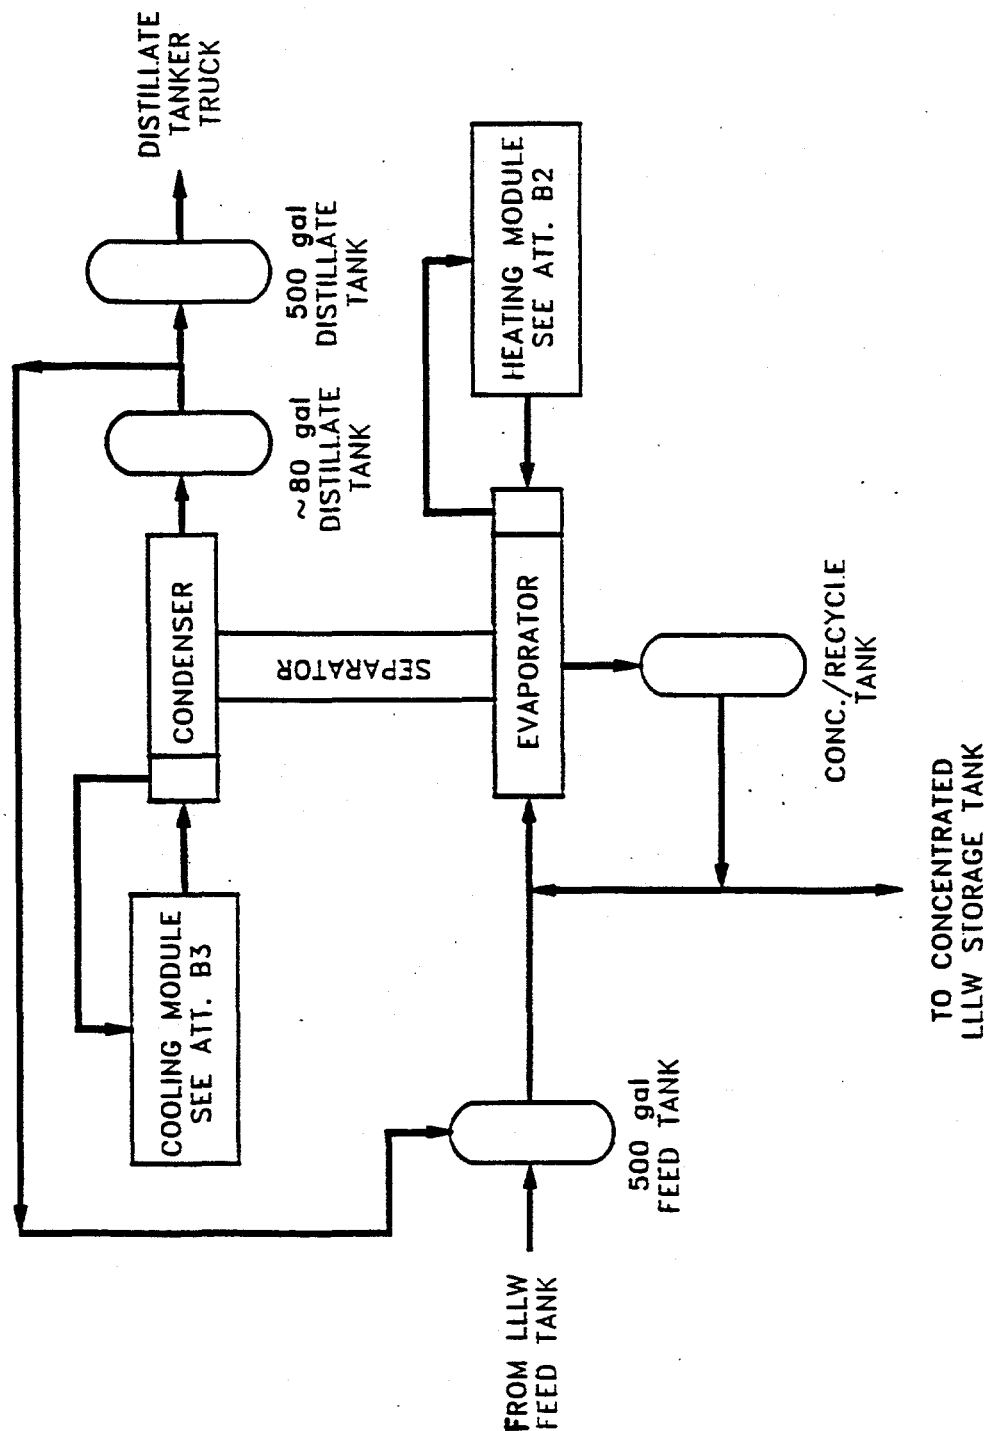 DISTILLATE
TANKER
TRUCK
500 gal
DISTILLATE
TANK
~80 gal
DISTILLATE
TANK
CONDENSER
COOLING MODULE
SEE ATT. B3
SEPARATOR
HEATING MODULE
SEE ATT. B2
EVAPORATOR
CONC./RECYCLE
TANK
500 gal
FEED TANK
FROM LLLW
FEED TANK
TO CONCENTRATED
LLLW STORAGE TANK